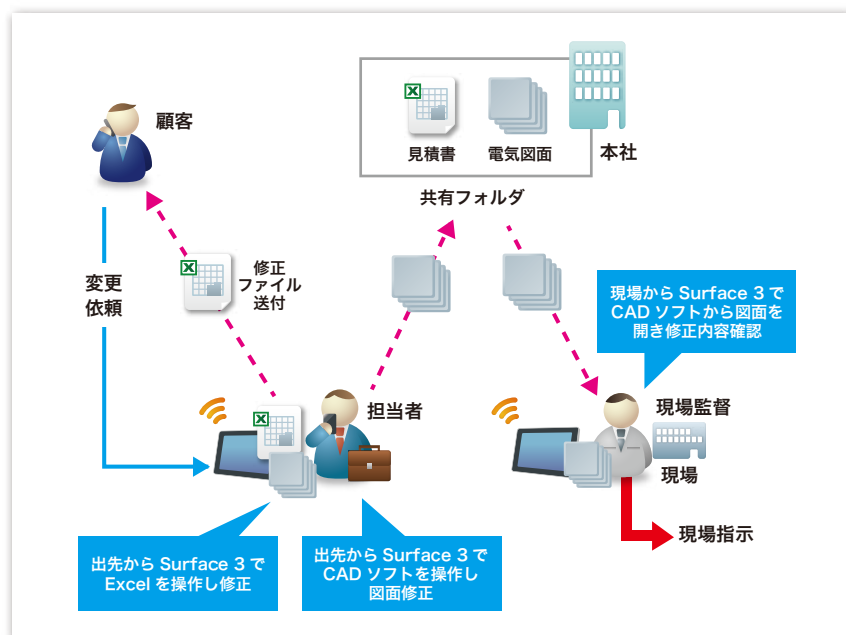 顧客
見積書
電気図面
本社
共有フォルダ
変更
依頼
修正
ファイル
送付
現場から Surface 3 で
CAD ソフトから図面を
開き修正内容確認
担当者
現場監督
現場
現場指示
出先から Surface 3 で
Excel を操作し修正
出先から Surface 3 で
CAD ソフトを操作し
図面修正